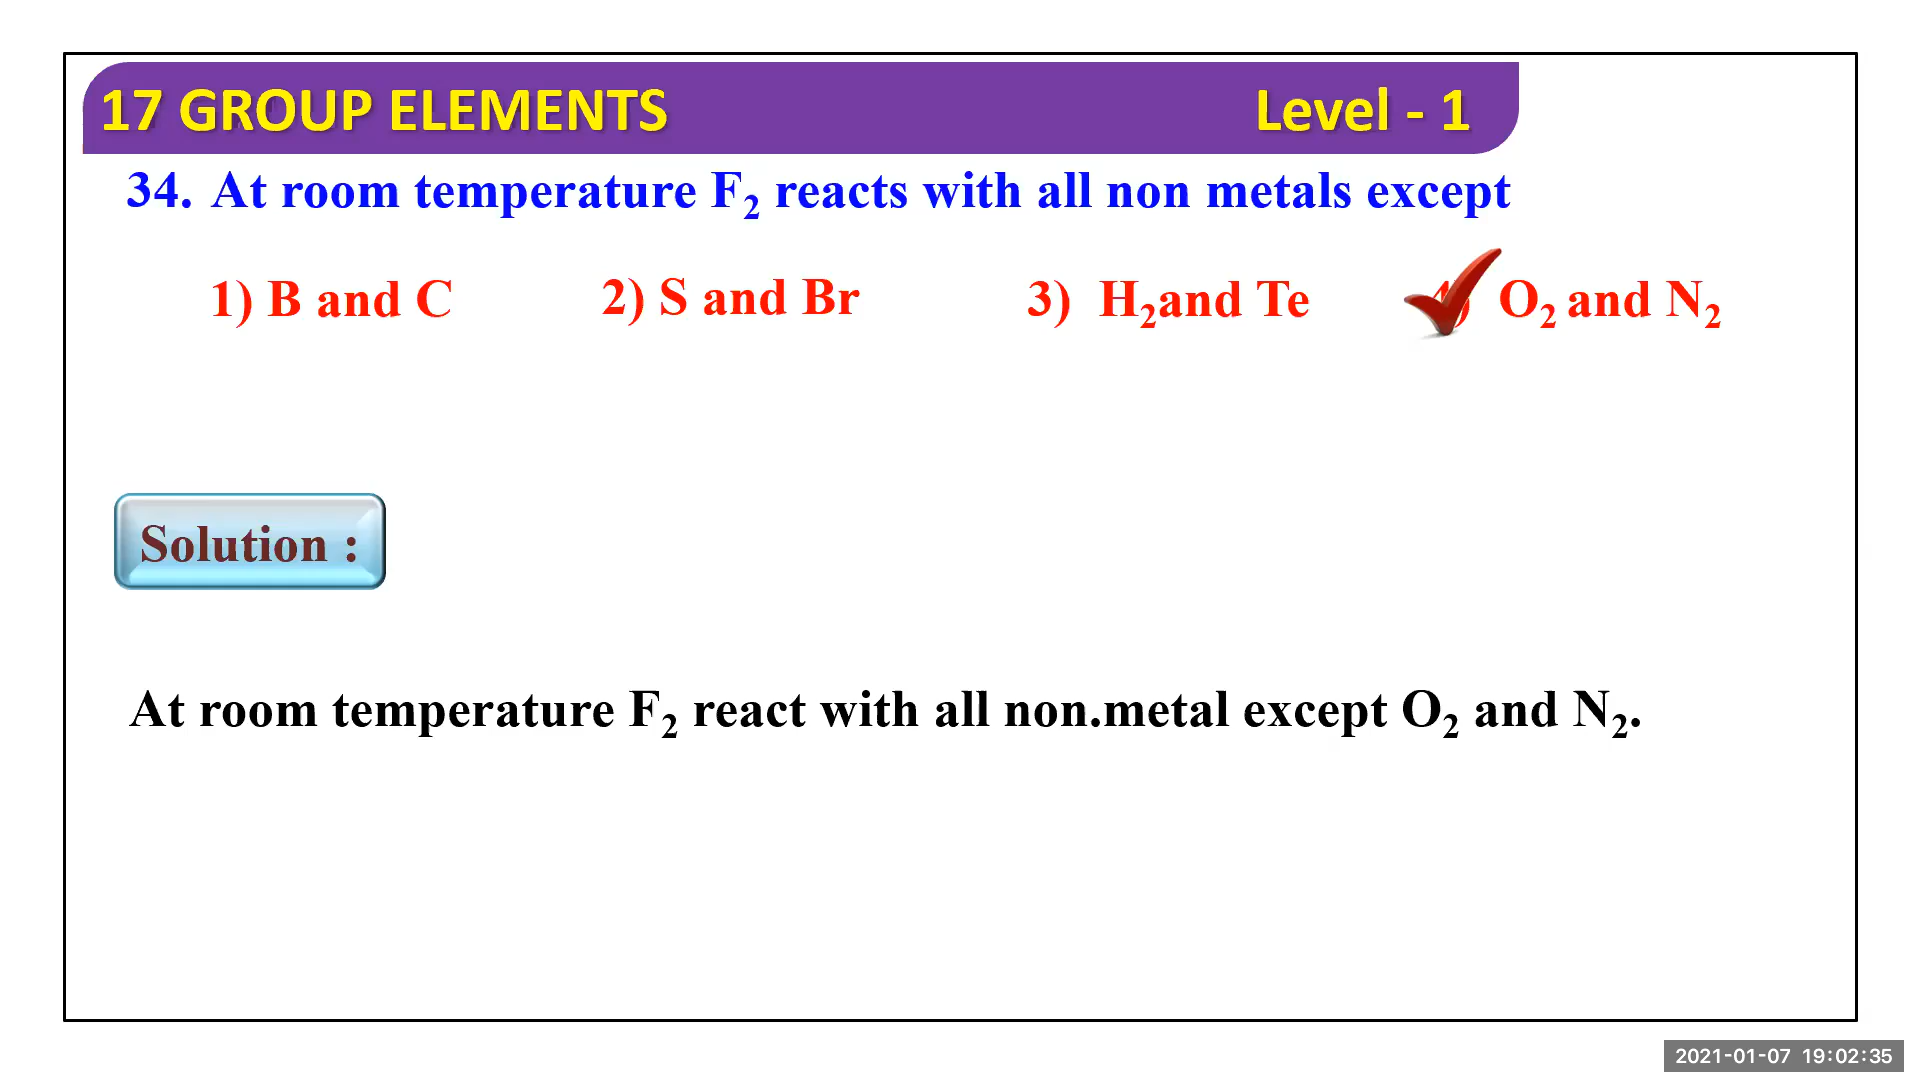 17 GROUP ELEMENTS Level - 1
34. At room temperature F₂ reacts with all non metals except
1) B and C 2) S and Br 3) H₂and Te O₂ and N₂
Solution :
At room temperature F₂ react with all non.metal except O₂ and N₂.
2021-01-07 19:02:35